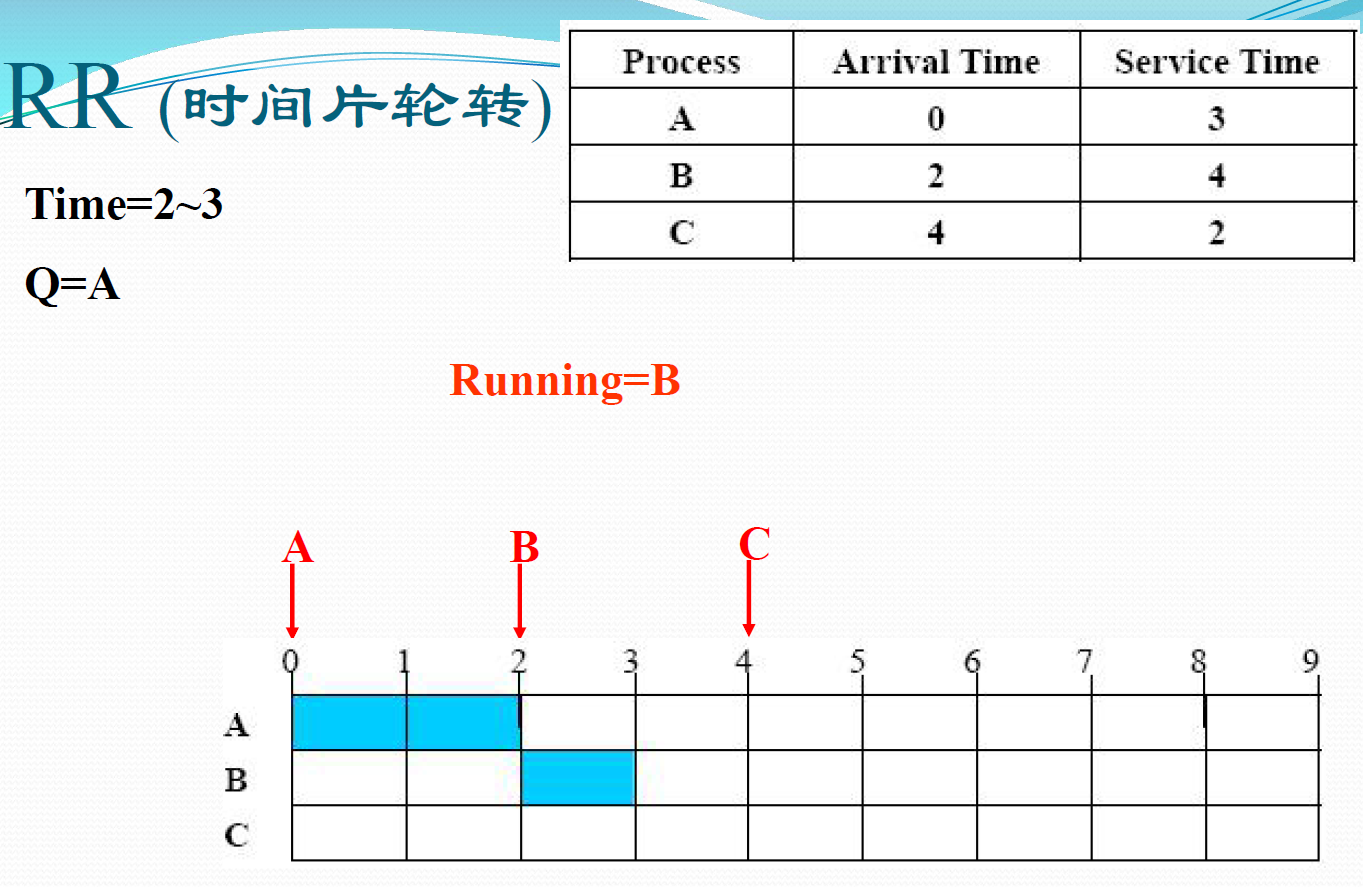 RR (时间片轮转)
Process Arrival Time Service Time
A 0 3
B 2 4
C 4 2
Time=2~3
Q=A
Running=B
A B C
0 1 2 3 4 5 6 7 8 9
A
B
C